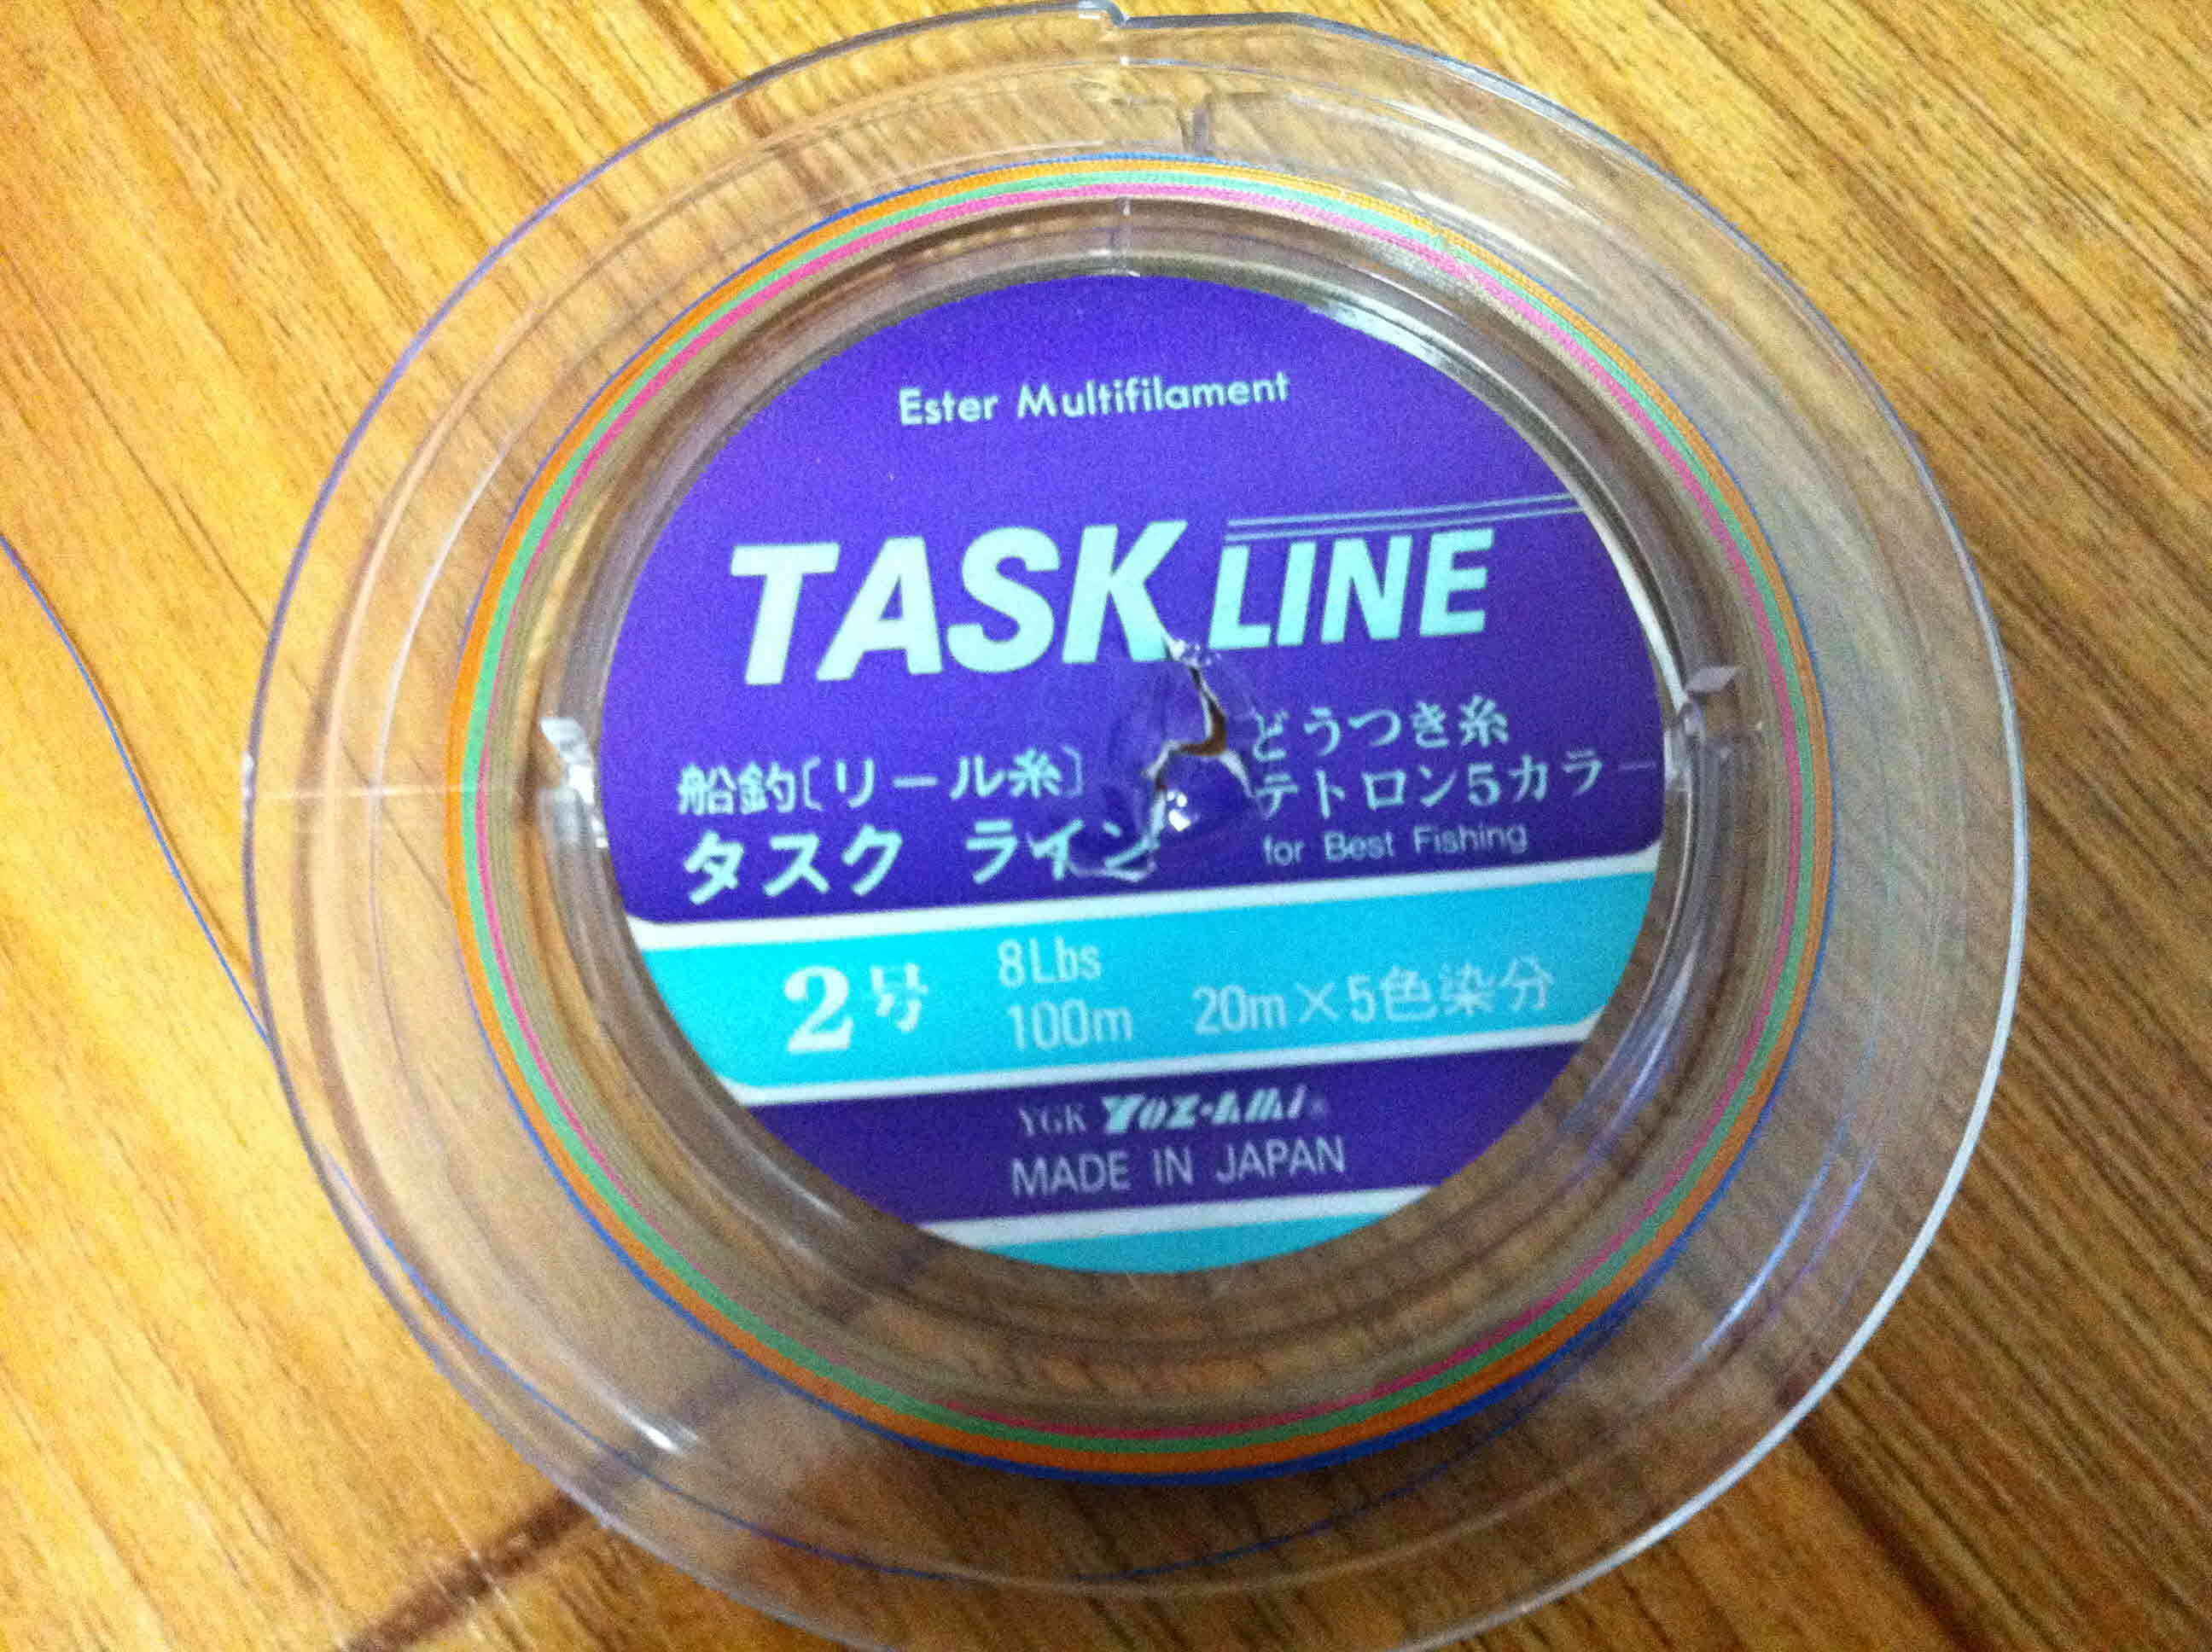 Ester Multifilament
TASK LINE
船釣〔リール糸〕
タスク ライン
どうつき糸
テトロン5カラー
for Best Fishing
2号
8Lbs
100m
20m×5色染分
YGK YOZ-AMI®
MADE IN JAPAN